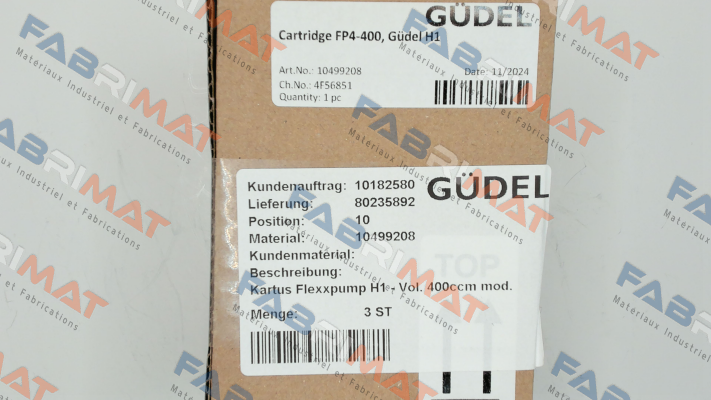 GÜDEL
Cartridge FP4-400, Güdel H1
Art.No.: 10499208
Date: 11/2024
Ch.No.: 4F56851
Quantity: 1 pc
GÜDEL
Kundenauftrag: 10182580
Lieferung: 80235892
Position: 10
Material: 10499208
Kundenmaterial:
Beschreibung:
Kartus Flexxpump H1 - Vol. 400ccm mod.
Menge: 3 ST
TOP
FABRIMAT
Materiaux Industriel et Fabrications